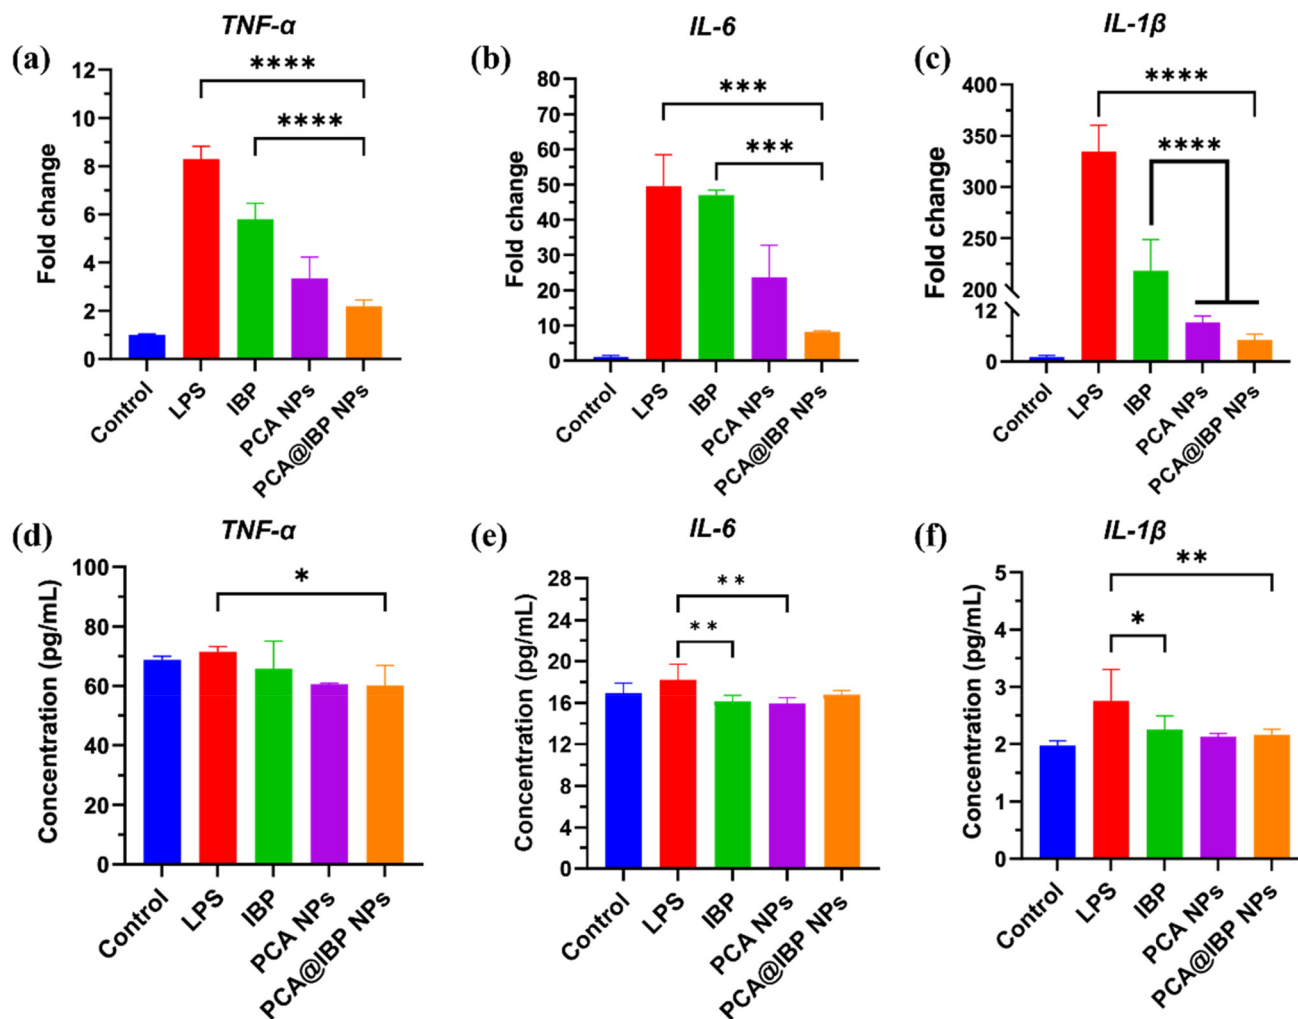 (a)
TNF-α
Fold change
12
10
8
6
4
2
0
****
****
Control
LPS
IBP
PCA NPs
PCA@IBP NPs
(b)
IL-6
Fold change
80
70
60
50
40
30
20
10
0
***
***
Control
LPS
IBP
PCA NPs
PCA@IBP NPs
(c)
IL-1β
Fold change
400
350
300
250
200
12
0
****
****
Control
LPS
IBP
PCA NPs
PCA@IBP NPs
(d)
TNF-α
Concentration (pg/mL)
100
80
60
40
20
0
*
Control
LPS
IBP
PCA NPs
PCA@IBP NPs
(e)
IL-6
Concentration (pg/mL)
28
24
20
16
12
8
4
0
**
**
Control
LPS
IBP
PCA NPs
PCA@IBP NPs
(f)
IL-1β
Concentration (pg/mL)
5
4
3
2
1
0
**
*
Control
LPS
IBP
PCA NPs
PCA@IBP NPs